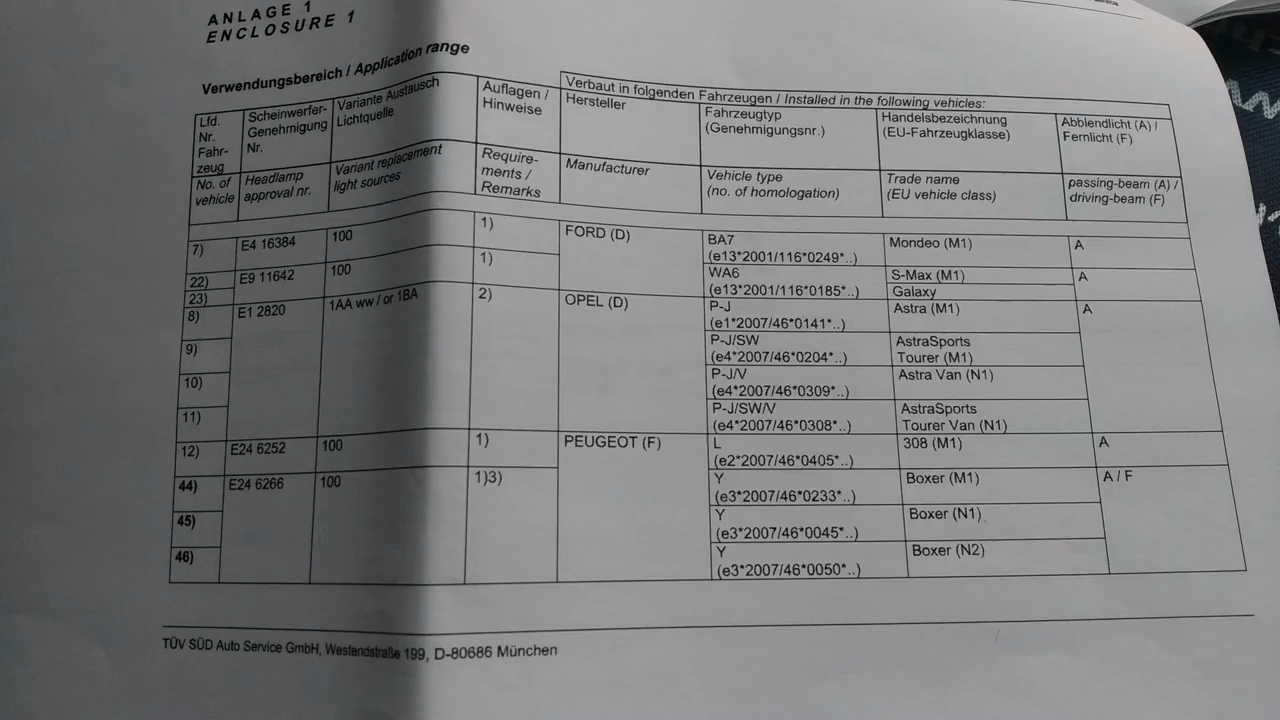 ANLAGE 1
ENCLOSURE 1
Verwendungsbereich / Application range
Verbaut in folgenden Fahrzeugen / Installed in the following vehicles:
Lfd.
Nr.
Fahr-
zeug
Scheinwerfer-
Genehmigung
Nr.
Variante Austausch
Lichtquelle
Auflagen /
Hinweise
Hersteller
Fahrzeugtyp
(Genehmigungsnr.)
Handelsbezeichnung
(EU-Fahrzeugklasse)
Abblendlicht (A) /
Fernlicht (F)
No. of
vehicle
Headlamp
approval nr.
Variant replacement
light sources
Require-
ments /
Remarks
Manufacturer
Vehicle type
(no. of homologation)
Trade name
(EU vehicle class)
passing-beam (A) /
driving-beam (F)
7)
E4 16384
100
1)
FORD (D)
BA7
(e13*2001/116*0249*..)
Mondeo (M1)
A
22)
23)
E9 11642
100
1)
WA6
(e13*2001/116*0185*..)
S-Max (M1)
Galaxy
A
8)
E1 2820
1AA ww / or 1BA
2)
OPEL (D)
P-J
(e1*2007/46*0141*..)
Astra (M1)
A
9)
P-J/SW
(e4*2007/46*0204*..)
AstraSports
Tourer (M1)
10)
P-J/V
(e4*2007/46*0309*..)
Astra Van (N1)
11)
P-J/SW/V
(e4*2007/46*0308*..)
AstraSports
Tourer Van (N1)
12)
E24 6252
100
1)
PEUGEOT (F)
L
(e2*2007/46*0405*..)
308 (M1)
A
44)
E24 6266
100
1)3)
Y
(e3*2007/46*0233*..)
Boxer (M1)
A / F
45)
Y
(e3*2007/46*0045*..)
Boxer (N1)
46)
Y
(e3*2007/46*0050*..)
Boxer (N2)
TÜV SÜD Auto Service GmbH, Westendstraße 199, D-80686 München